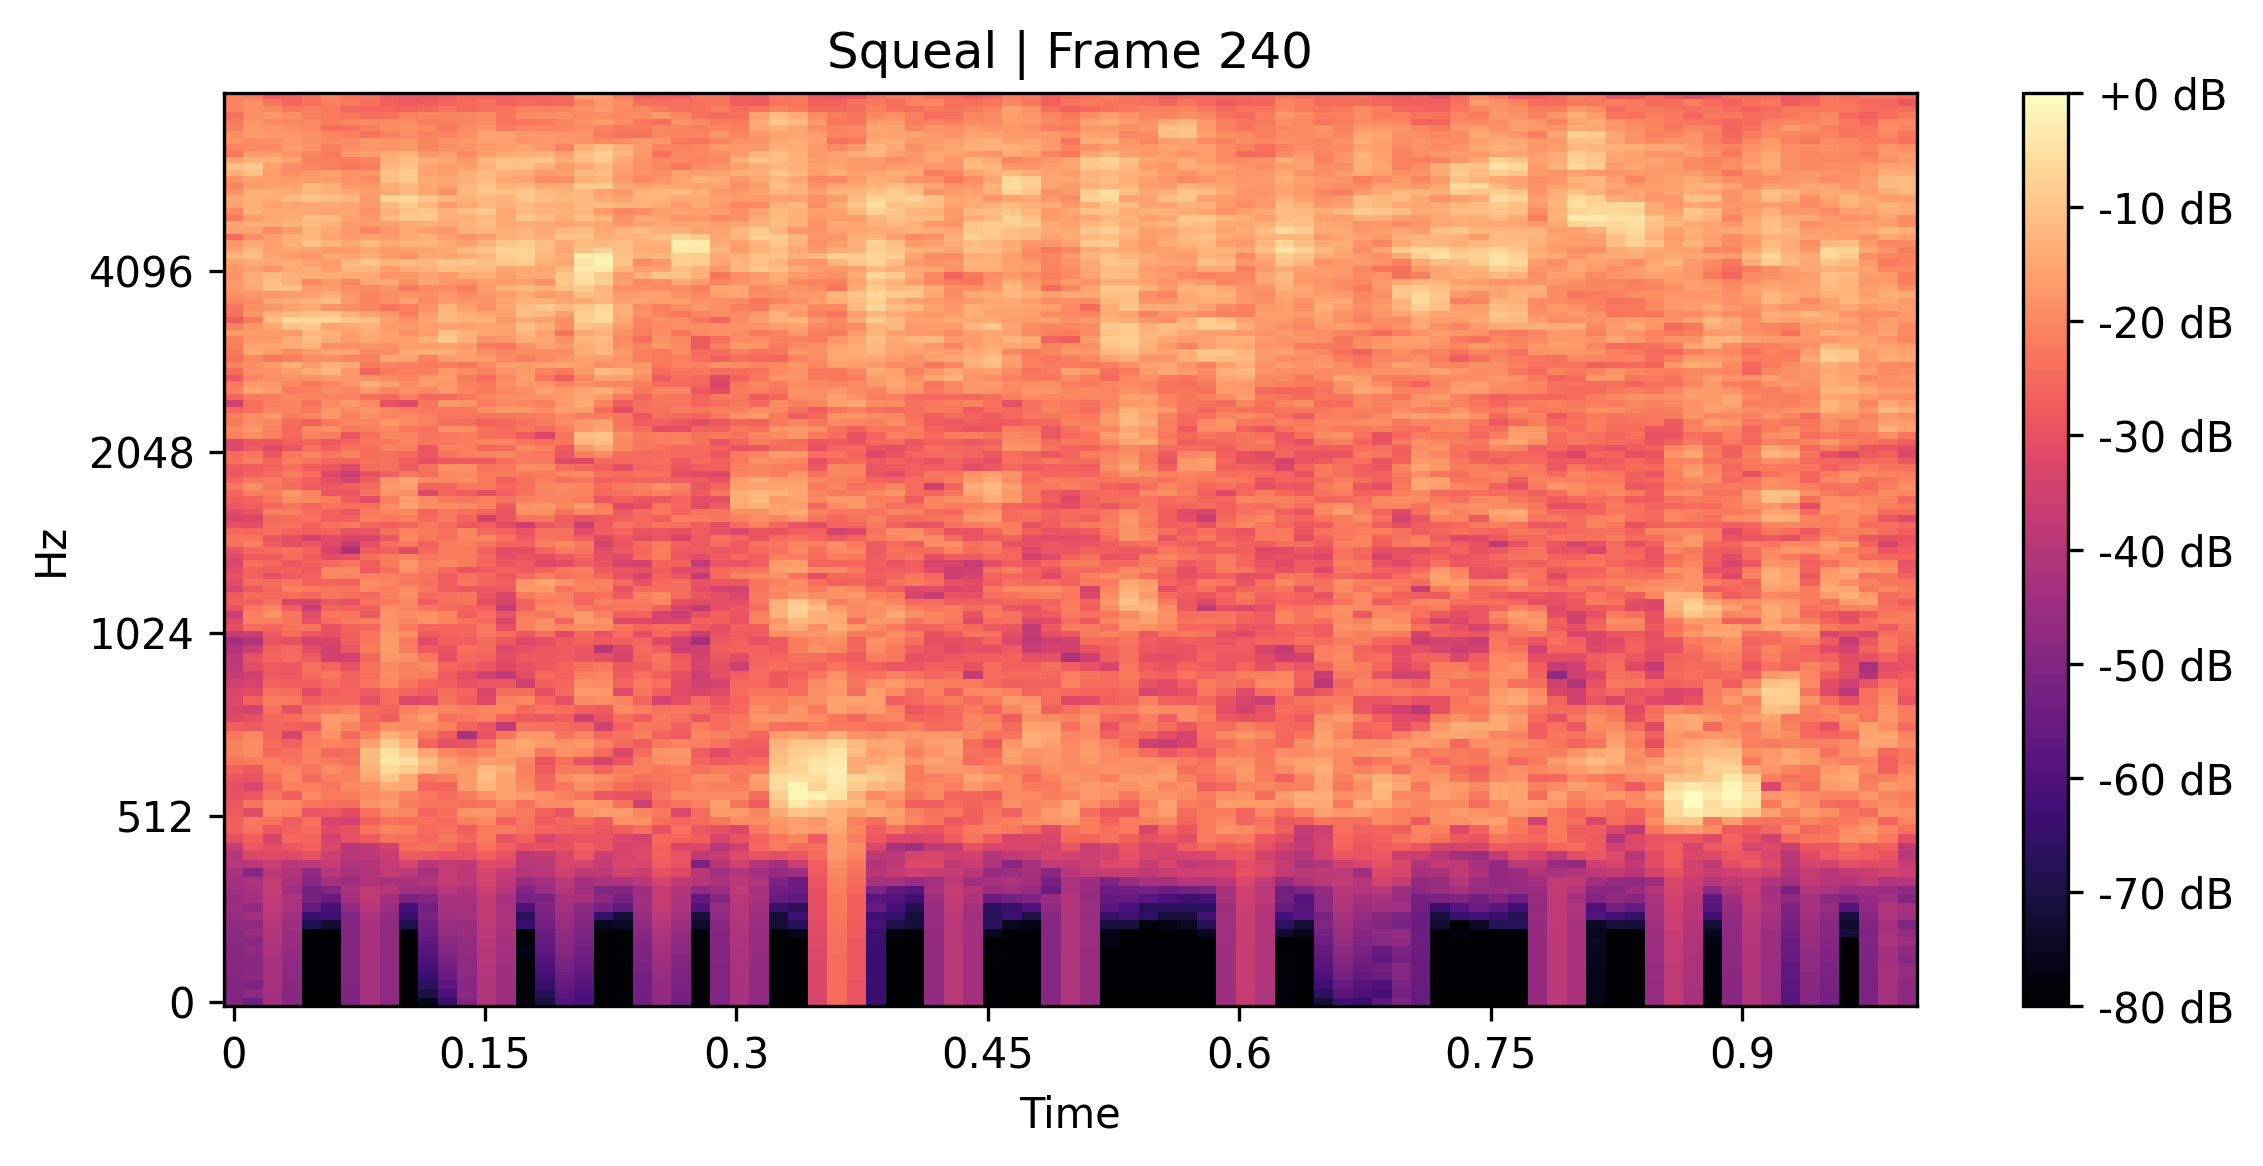 Squeal | Frame 240
+0 dB
-10 dB
-20 dB
-30 dB
-40 dB
-50 dB
-60 dB
-70 dB
-80 dB
Hz
4096
2048
1024
512
0
0 0.15 0.3 0.45 0.6 0.75 0.9
Time